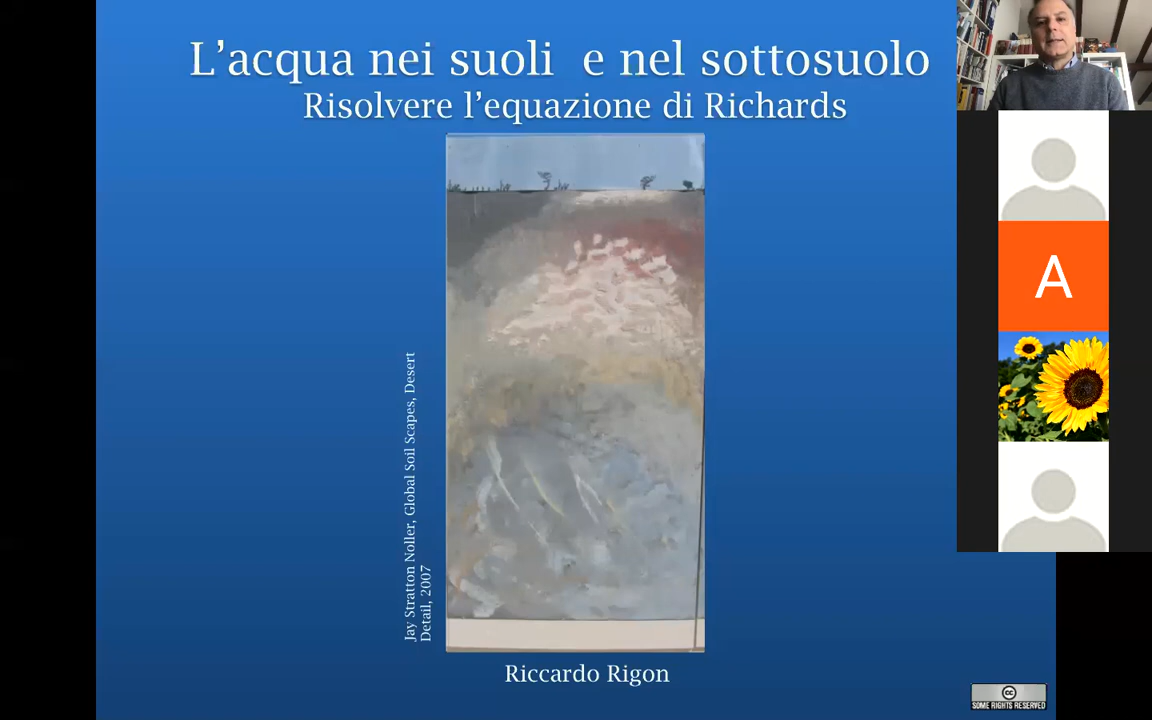 L’acqua nei suoli e nel sottosuolo
Risolvere l’equazione di Richards
A
Jay Stratton Noller, Global Soil Scapes, Desert
Detail, 2007
Riccardo Rigon
cc
SOME RIGHTS RESERVED